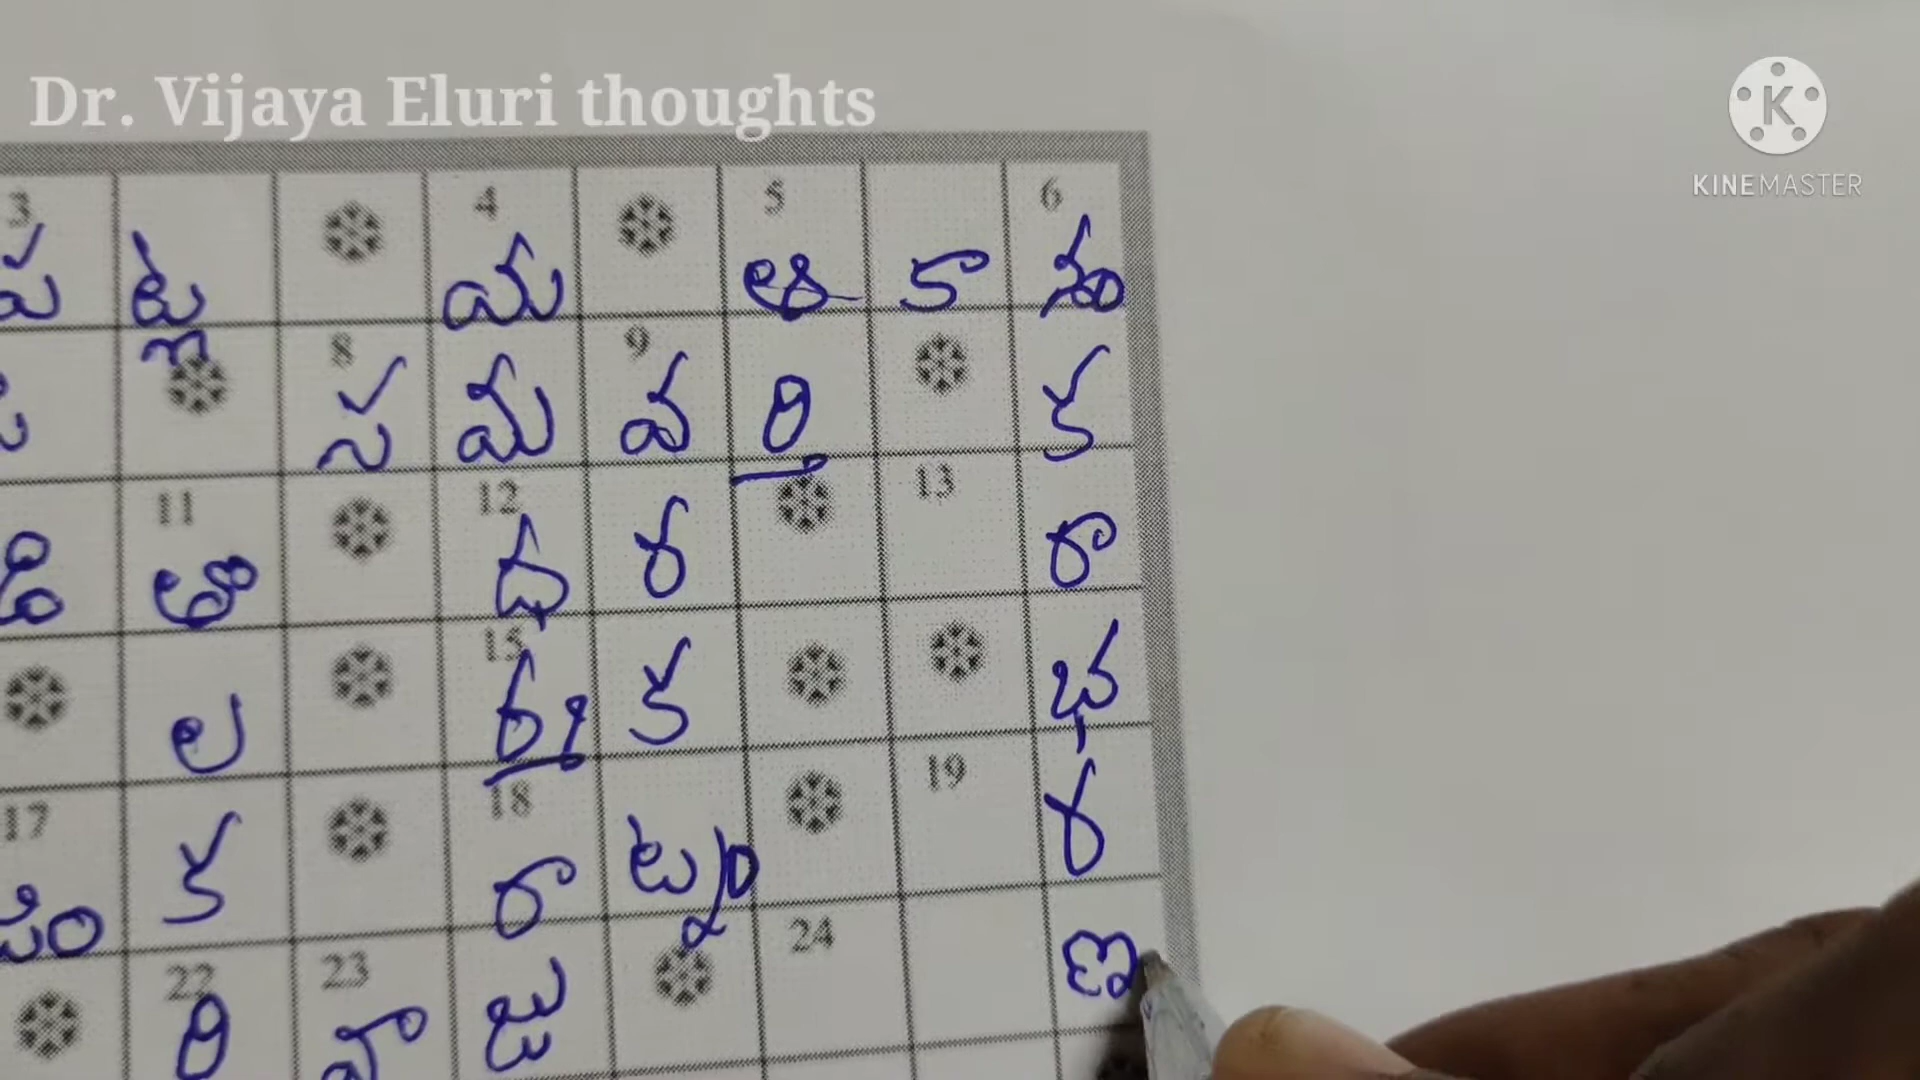 Dr. Vijaya Eluri thoughts
K
KINEMASTER
3 4 5 6
ప ట్ల య ఆ కా శం
8 9
స మ వ ర్తి క
11 12 13
డి తా ధ ర రా
15
ల ర్మ క భ
17 18 19
పిం క రా ట్నం ర
22 23 24
రి వా జు ణ